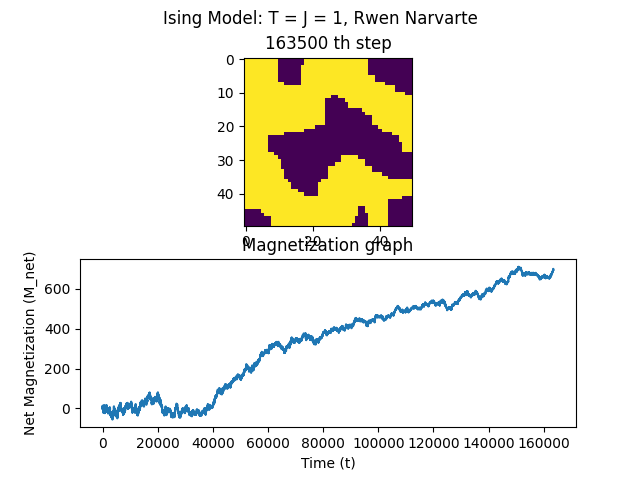 Ising Model: T = J = 1, Rwen Narvarte
163500 th step
0
10
20
30
40
0 20 40
Magnetization graph
Net Magnetization (M_net)
600
400
200
0
0 20000 40000 60000 80000 100000 120000 140000 160000
Time (t)